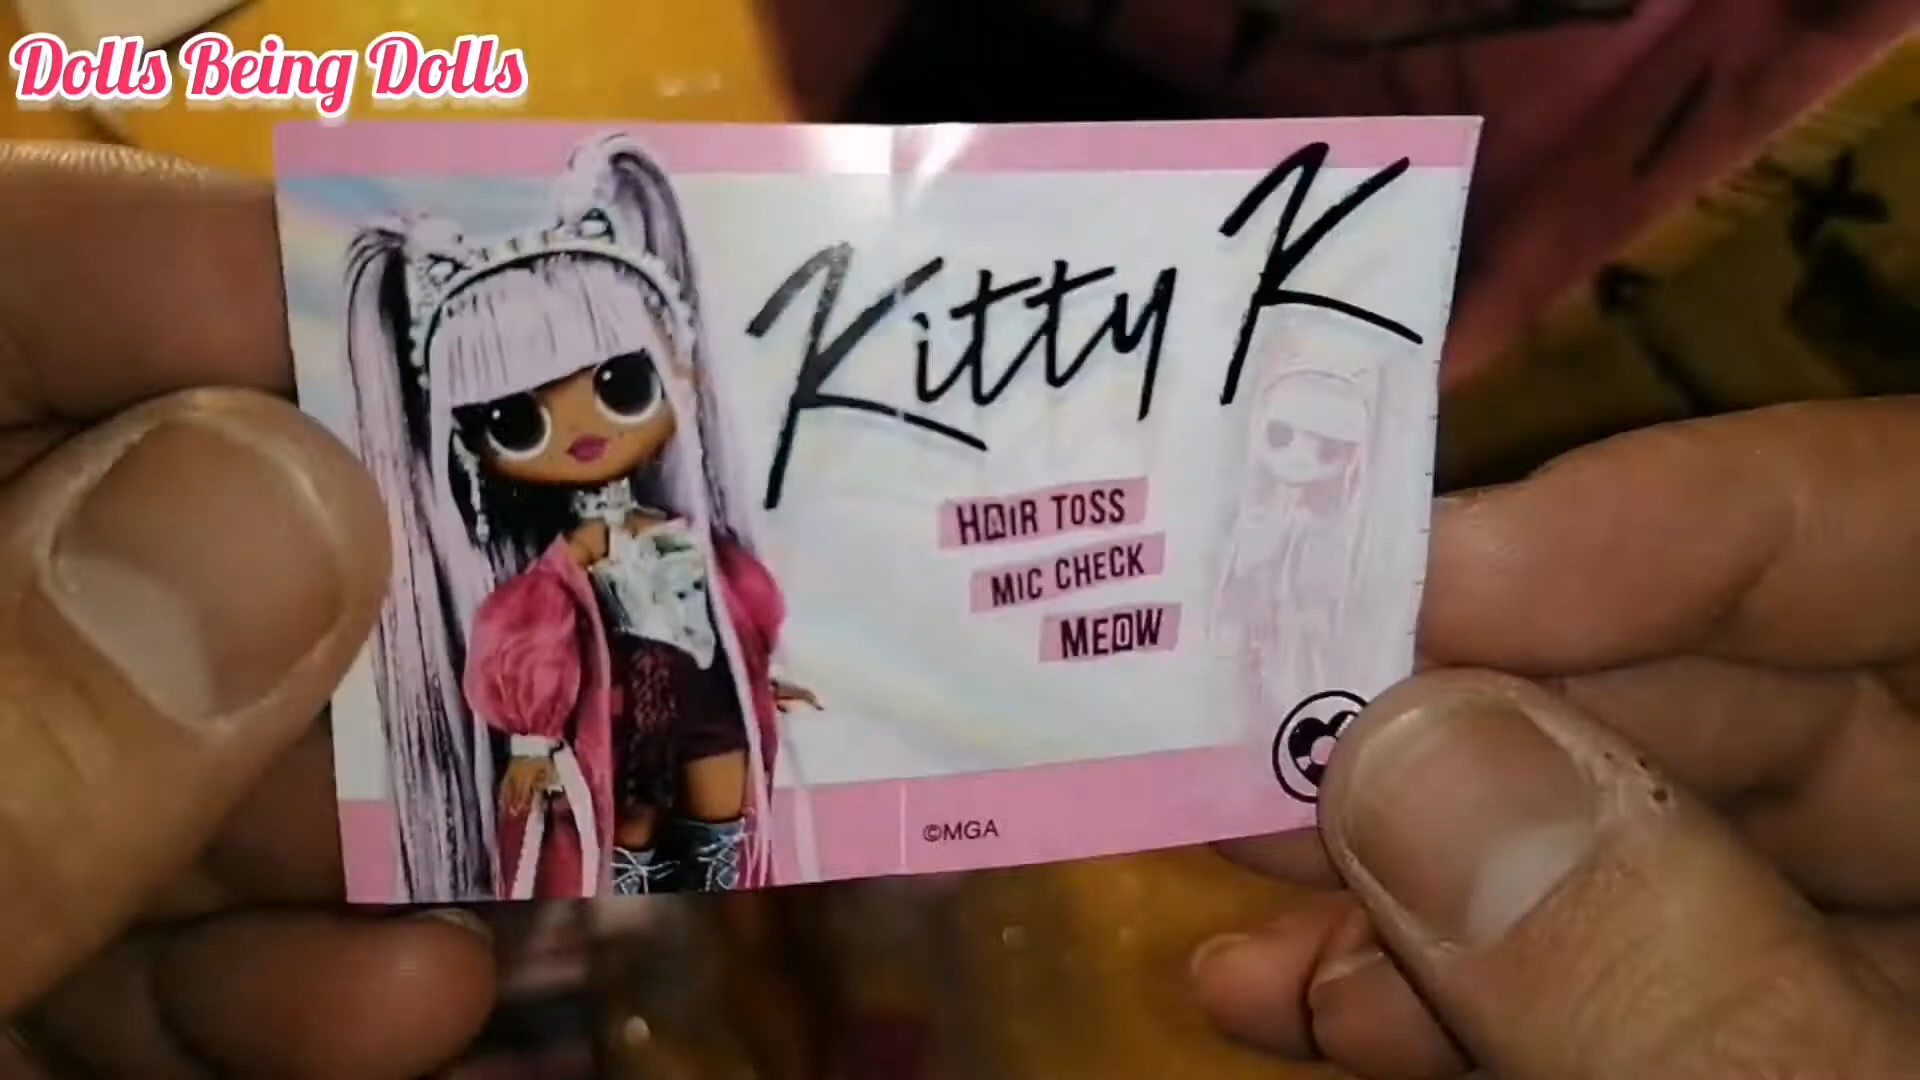 Dolls Being Dolls
Kitty K
HAIR TOSS
MIC CHECK
MEOW
©MGA